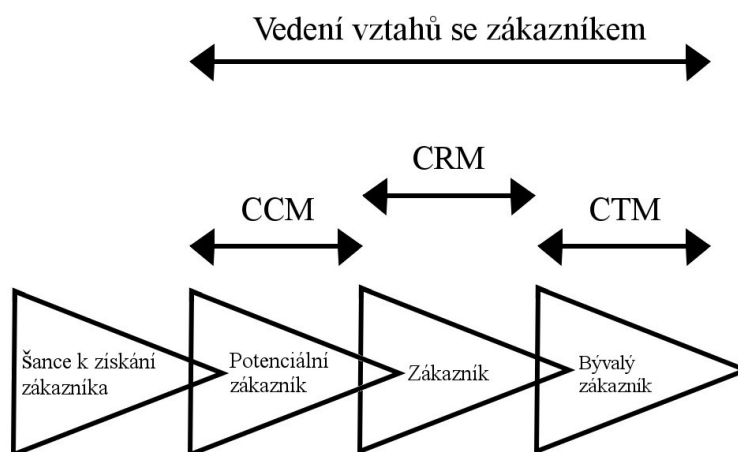 Vedení vztahů se zákazníkem
CRM
CCM
CTM
Šance k získání
zákazníka
Potenciální
zákazník
Zákazník
Bývalý
zákazník